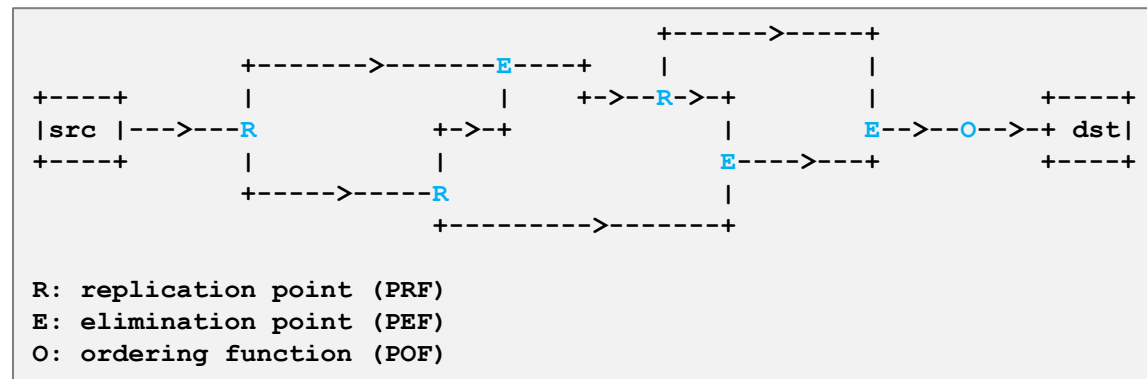 +------>-----+
             +------->-------E----+      |            |
+----+       |               |    +->--R->-+          |          +----+
|src |--->---R           +->-+             |          E-->--O-->-+ dst|
+----+       |           |                 E---->---+            +----+
             +------>-----R                |
                         +--------->-------+
R: replication point (PRF)
E: elimination point (PEF)
O: ordering function (POF)